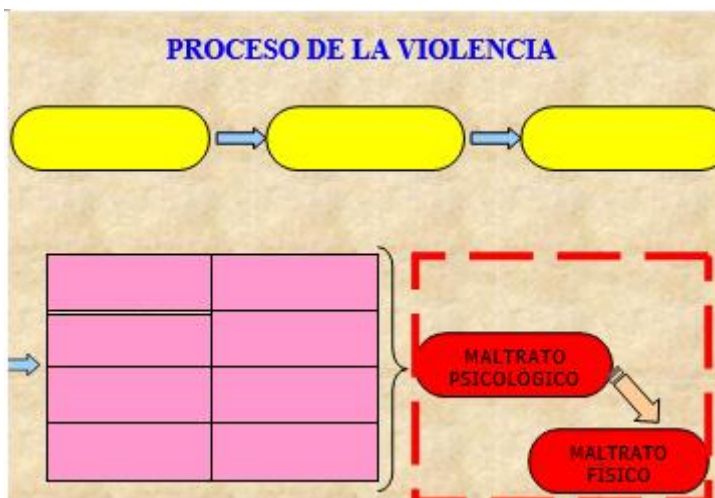 PROCESO DE LA VIOLENCIA
MALTRATO
PSICOLÓGICO
MALTRATO
FÍSICO